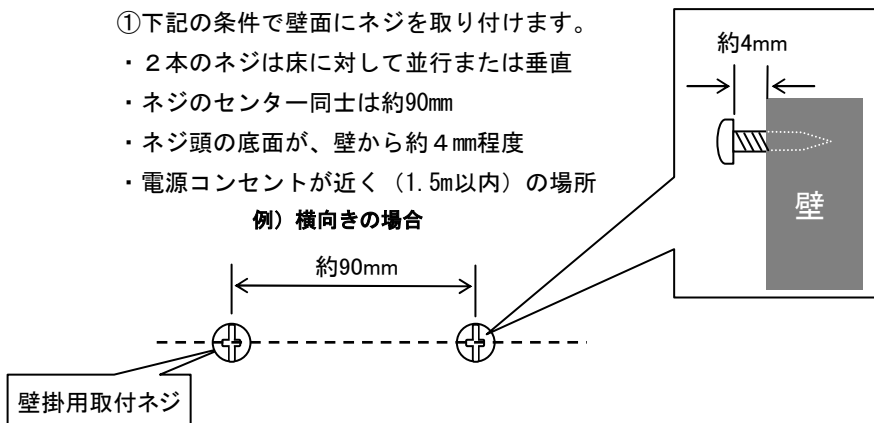 ①下記の条件で壁面にネジを取り付けます。
・２本のネジは床に対して並行または垂直
・ネジのセンター同士は約90mm
・ネジ頭の底面が、壁から約４㎜程度
・電源コンセントが近く（1.5m以内）の場所
例）横向きの場合
約90mm
壁掛用取付ネジ
約4mm
壁